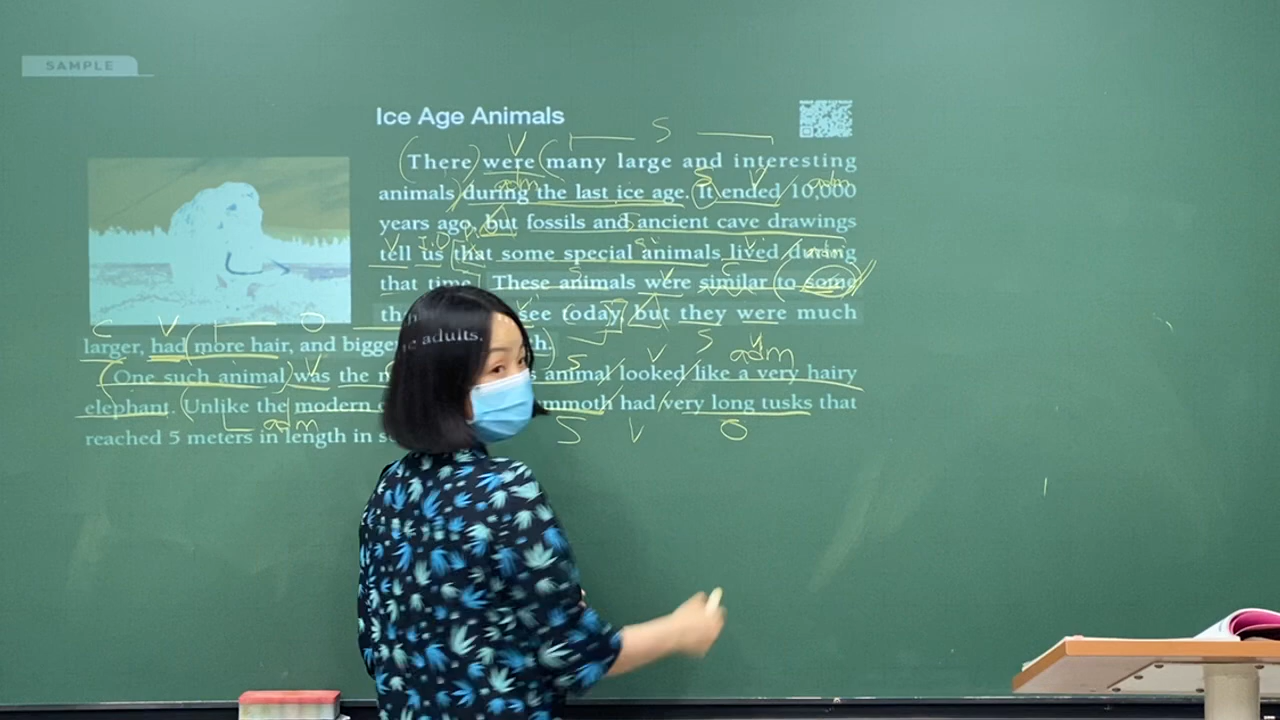 SAMPLE
Ice Age Animals
There were many large and interesting
animals during the last ice age. It ended 10,000
years ago, but fossils and ancient cave drawings
tell us that some special animals lived during
that time. These animals were similar to some
see today, but they were much
larger, had more hair, and
One such animal was the animal looked like a very hairy
elephant. Unlike the modern had very long tusks that
reached 5 meters in length in
adults.
S
V
adm
S
V
adm
V
I.O
S
V
adm
S
V
C
C
V
O
S
V
S
V
adm
adm
S
V
O